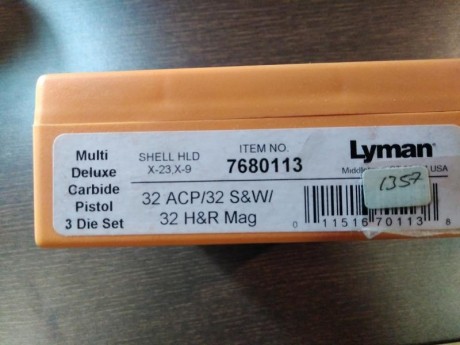 Multi
Deluxe
Carbide
Pistol
3 Die Set
SHELL HLD
X-23,X-9
ITEM NO.
7680113
Lyman
USA
32 ACP/32 S&W/
32 H&R Mag
1357
0 11516 70113 8